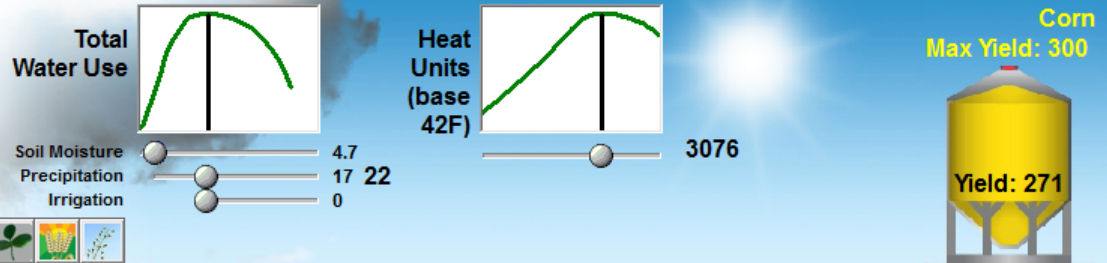 Total
Water Use
Heat
Units
(base
42F)
Corn
Max Yield: 300
Soil Moisture 4.7
Precipitation 17 22
Irrigation 0
3076
Yield: 271